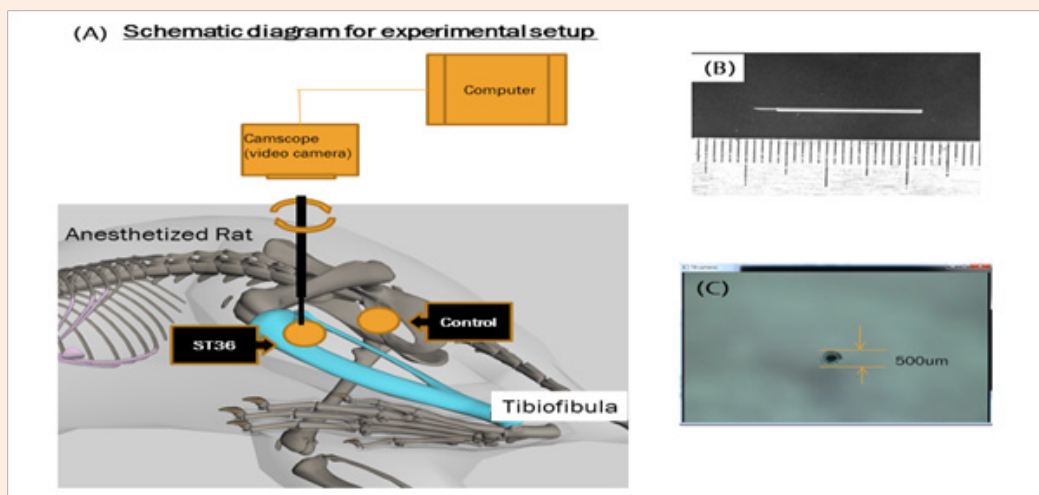 (A) Schematic diagram for experimental setup
Computer
Camscope
(video camera)
Anesthetized Rat
ST36
Control
Tibiofibula
(B)
(C)
500um